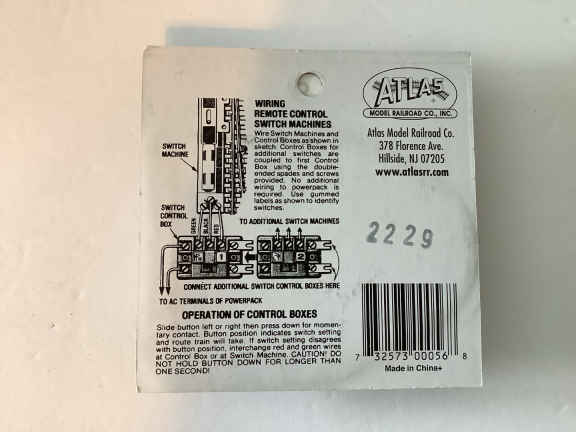 WIRING
REMOTE CONTROL
SWITCH MACHINES
Wire Switch Machines and
Control Boxes as shown in
sketch. Control Boxes for
additional switches are
coupled to first Control
Box using the double-
ended spades and screws
provided. No additional
wiring to powerpack is
required. Use gummed
labels as shown to identify
switches.
SWITCH
MACHINE
SWITCH
CONTROL
BOX
GREEN
BLACK
RED
TO ADDITIONAL SWITCH MACHINES
1
2
CONNECT ADDITIONAL SWITCH CONTROL BOXES HERE
TO AC TERMINALS OF POWERPACK
OPERATION OF CONTROL BOXES
Slide button left or right then press down for momen-
tary contact. Button position indicates switch setting
and route train will take. If switch setting disagrees
with button position, interchange red and green wires
at Control Box or at Switch Machine. CAUTION! DO
NOT HOLD BUTTON DOWN FOR LONGER THAN
ONE SECOND!
ATLAS
MODEL RAILROAD CO., INC.
Atlas Model Railroad Co.
378 Florence Ave.
Hillside, NJ 07205
www.atlasrr.com
2229
7 32573 00056 8
Made in China+